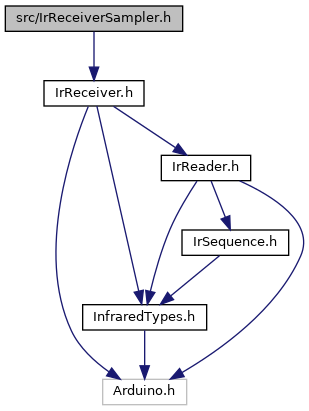 src/IrReceiverSampler.h
IrReceiver.h
IrReader.h
IrSequence.h
InfraredTypes.h
Arduino.h